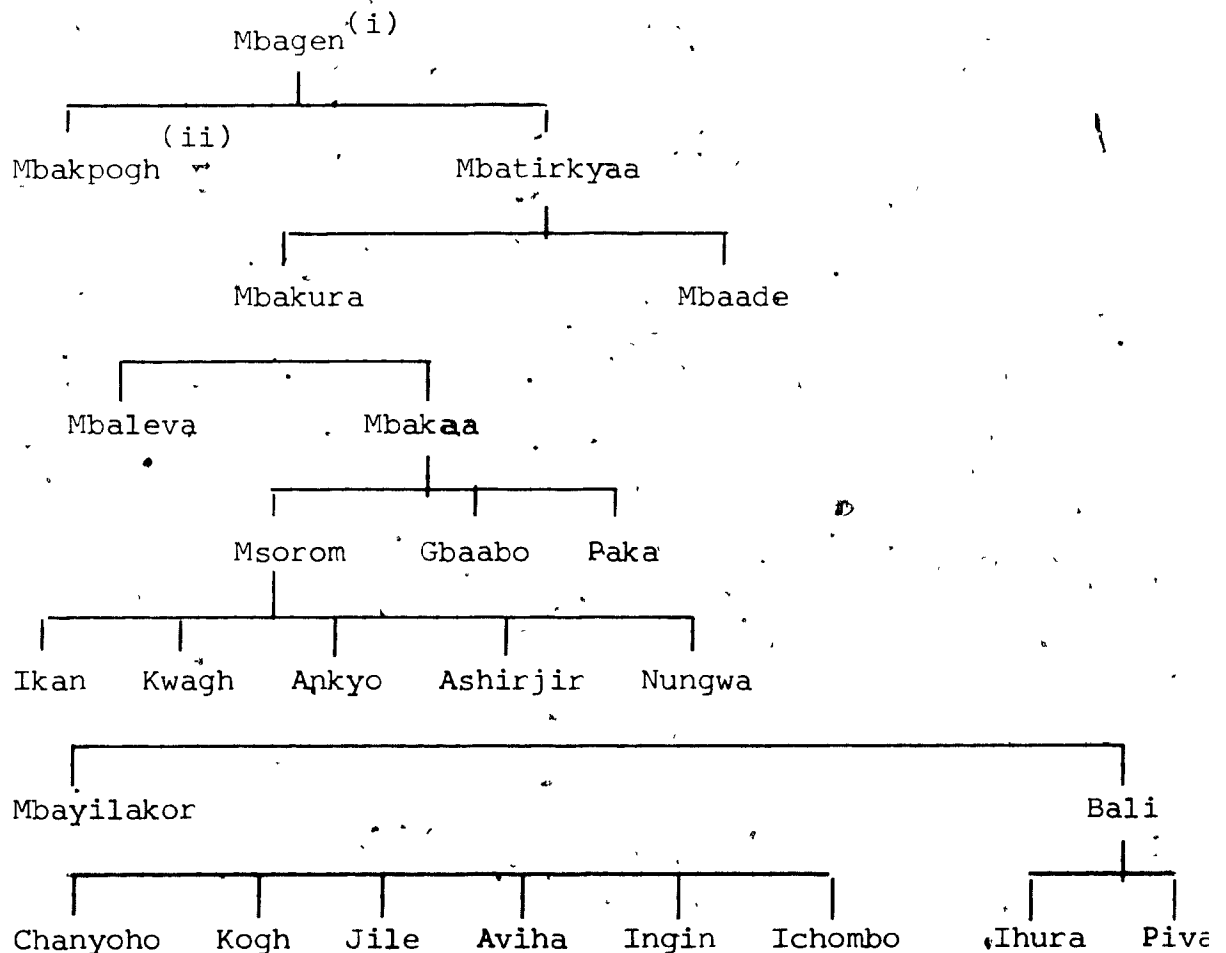 Mbagen (i)
Mbakpogh (ii) Mbatirkyaa
Mbakura Mbaade
Mbaleva Mbakaa
Msorom Gbaabo Paka
Ikan Kwagh Ankyo Ashirjir Nungwa
Mbayilakor Bali
Chanyoho Kogh Jile Aviha Ingin Ichombo Ihura Piva